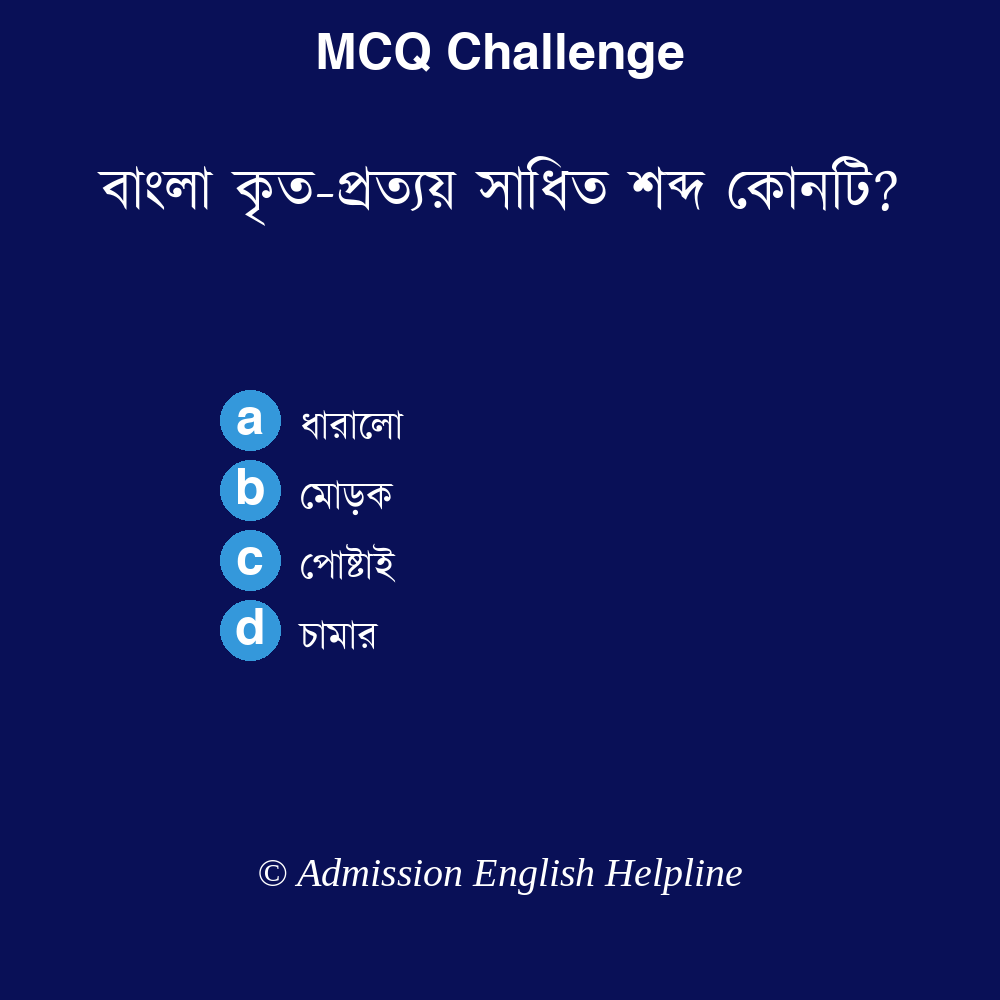 MCQ Challenge
বাংলা কৃত-প্রত্যয় সাধিত শব্দ কোনটি?
a ধারালো
b মোড়ক
c পোষ্টাই
d চামার
© Admission English Helpline